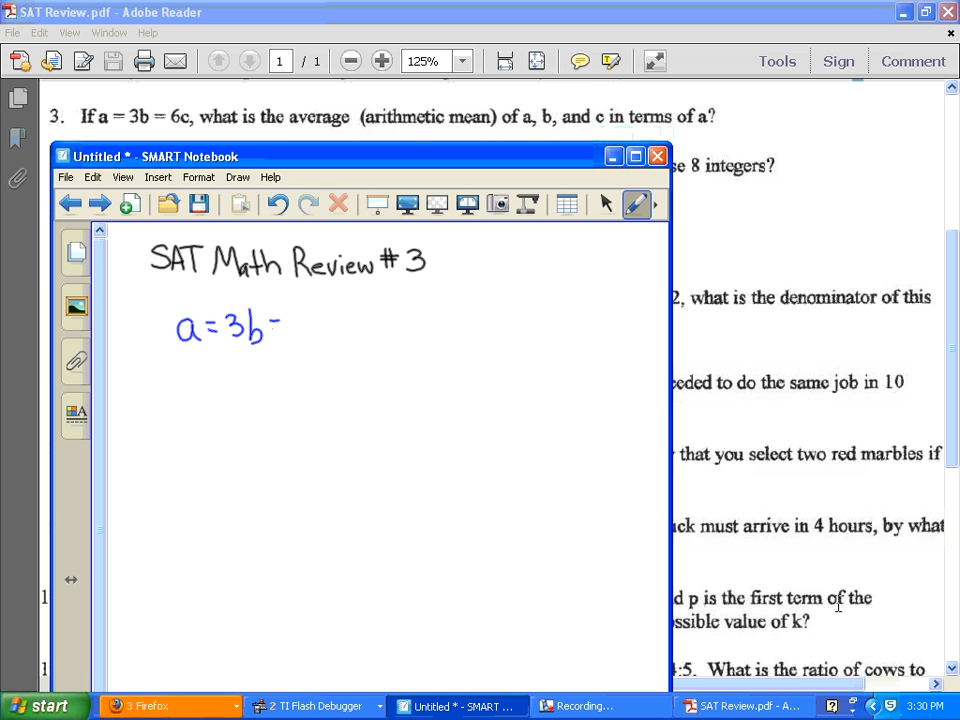 SAT Review.pdf - Adobe Reader
File Edit View Window Help
1 / 1 125% Tools Sign Comment
3. If a = 3b = 6c, what is the average (arithmetic mean) of a, b, and c in terms of a?
Untitled * - SMART Notebook
se 8 integers?
File Edit View Insert Format Draw Help
SAT Math Review # 3
2, what is the denominator of this
a = 3b =
eded to do the same job in 10
that you select two red marbles if
uck must arrive in 4 hours, by what
1 d p is the first term of the
ssible value of k?
1 4:5. What is the ratio of cows to
start 3 Firefox 2 TI Flash Debugger Untitled * - SMART ... Recording... SAT Review.pdf - A... 3:30 PM